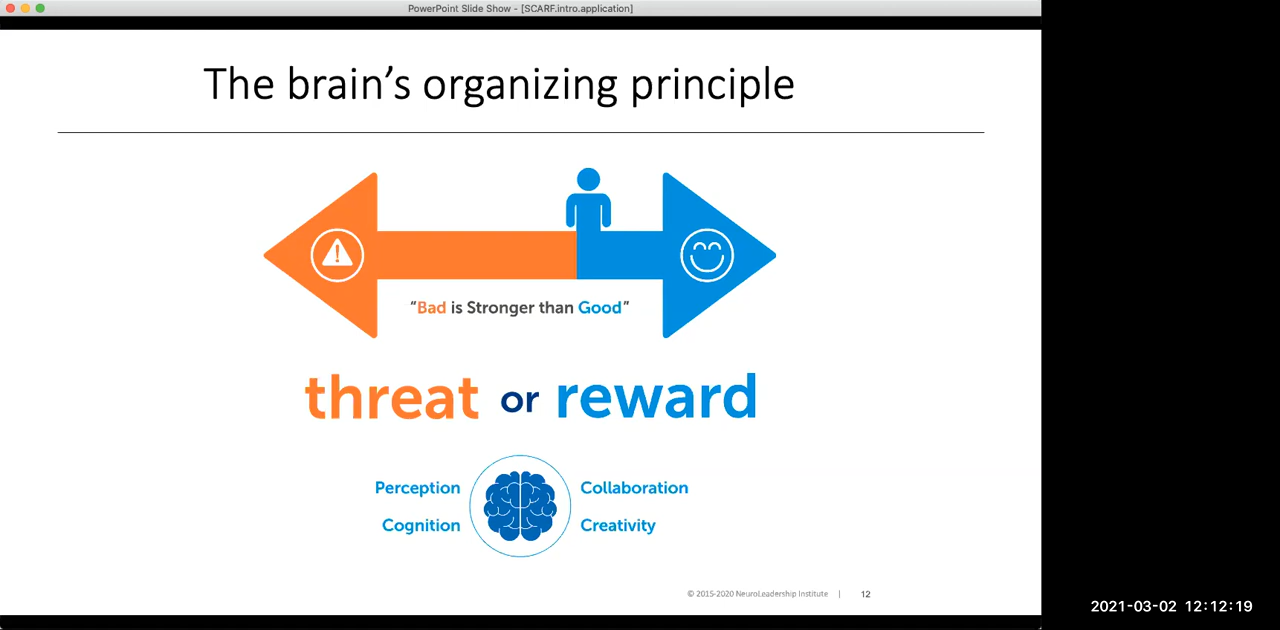 PowerPoint Slide Show - [SCARF.intro.application]
The brain’s organizing principle
“Bad is Stronger than Good”
threat or reward
Perception
Collaboration
Cognition
Creativity
© 2015-2020 NeuroLeadership Institute | 12
2021-03-02 12:12:19